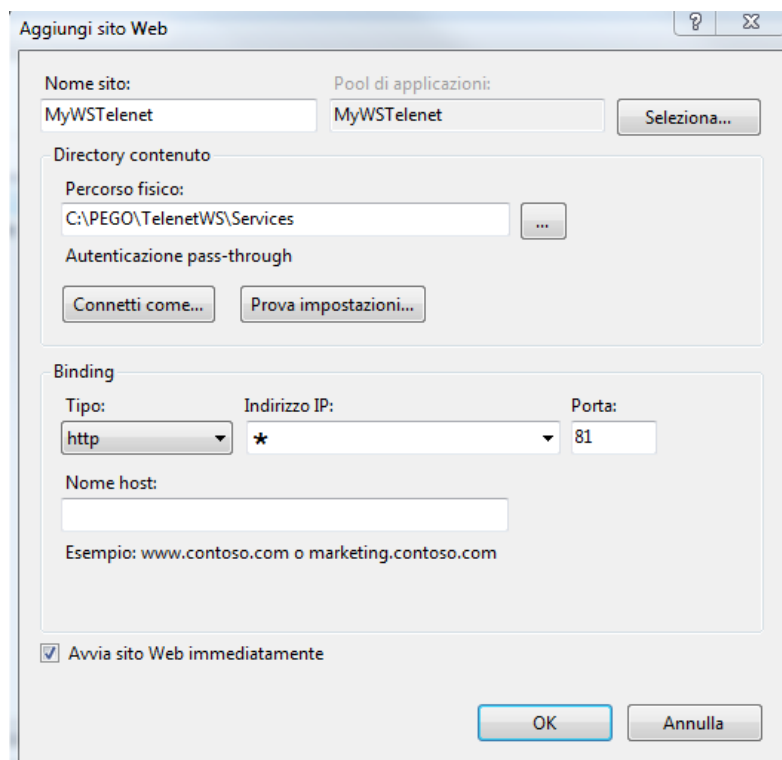 Aggiungi sito Web
Nome sito: Pool di applicazioni:
MyWSTelenet MyWSTelenet Seleziona...
Directory contenuto
Percorso fisico:
C:\PEGO\TelenetWS\Services ...
Autenticazione pass-through
Connetti come... Prova impostazioni...
Binding
Tipo: Indirizzo IP: Porta:
http * 81
Nome host:
Esempio: www.contoso.com o marketing.contoso.com
Avvia sito Web immediatamente
OK Annulla